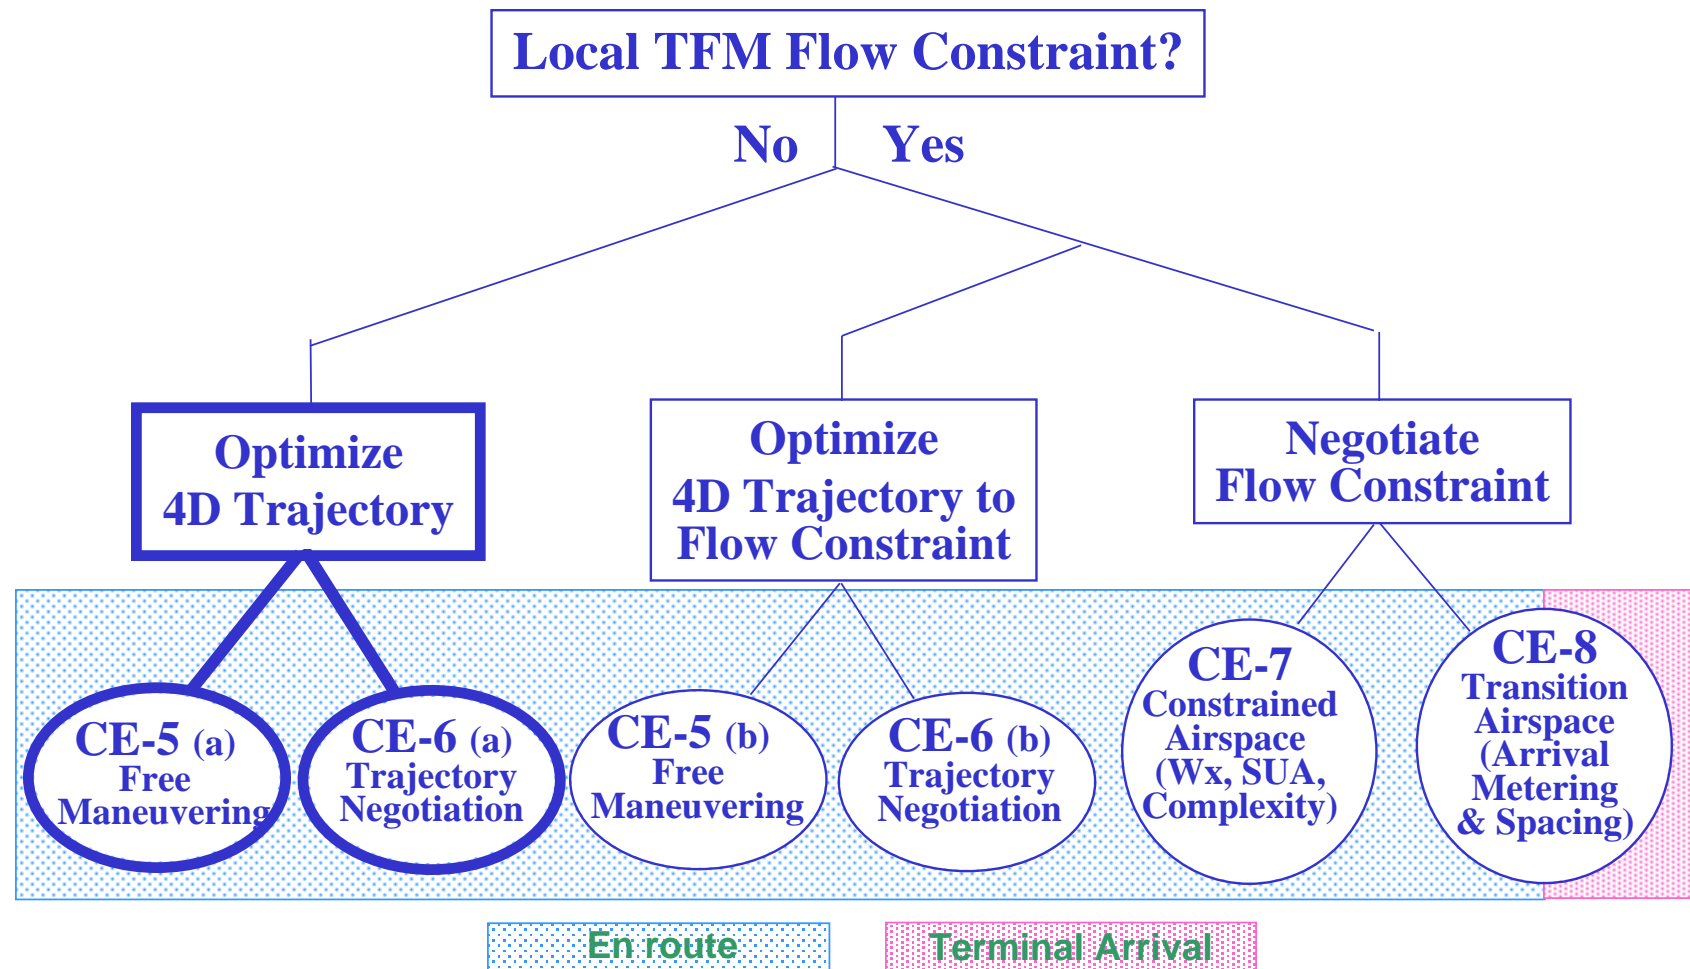 Local TFM Flow Constraint?
No
Yes
Optimize
4D Trajectory
Optimize
4D Trajectory to
Flow Constraint
Negotiate
Flow Constraint
CE-5 (a)
Free
Maneuvering
CE-6 (a)
Trajectory
Negotiation
CE-5 (b)
Free
Maneuvering
CE-6 (b)
Trajectory
Negotiation
CE-7
Constrained
Airspace
(Wx, SUA,
Complexity)
CE-8
Transition
Airspace
(Arrival
Metering
& Spacing)
En route
Terminal Arrival